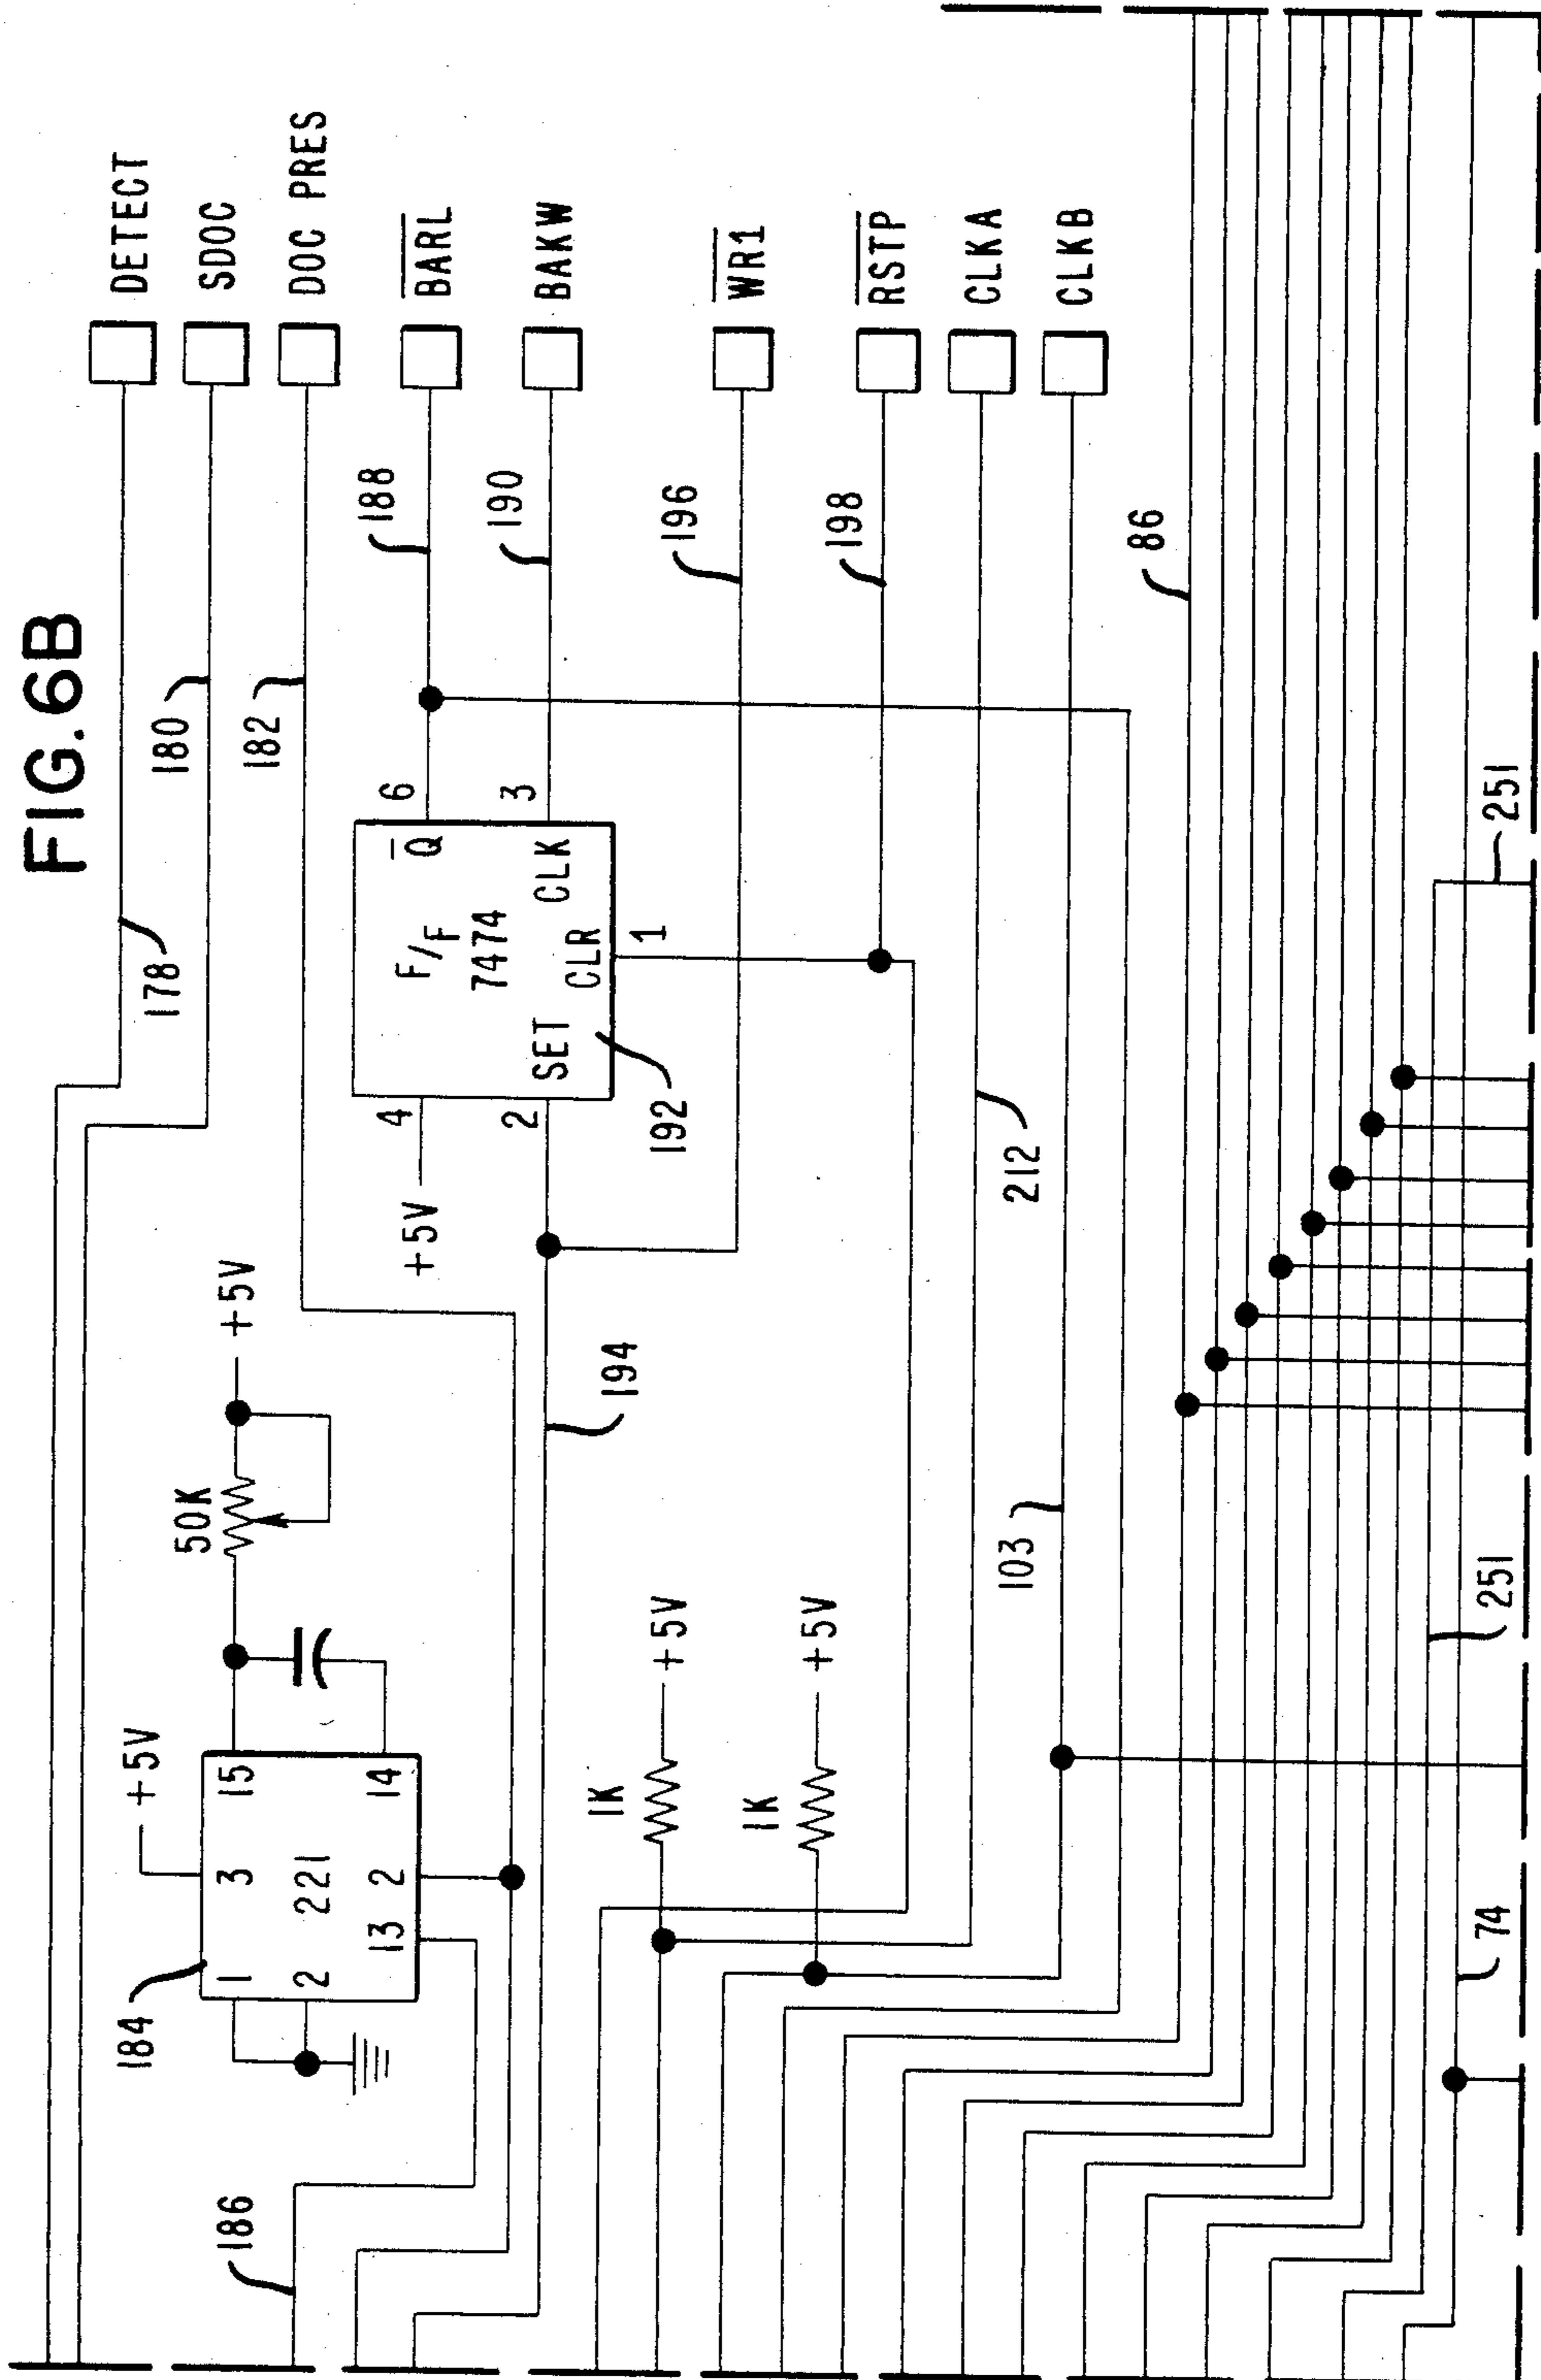 FIG.6B
DETECT
SDOC
DOC PRES
BARL
BAKW
WR1
RSTP
CLKA
CLKB
178
180
182
188
190
196
198
212
103
86
251
251
74
186
184
194
192
+5V
1
3
15
2
221
13
2
14
50K
+5V
+5V
4
6
Q
F/F
7474
SET
CLR
CLK
2
3
1
1K
+5V
1K
+5V